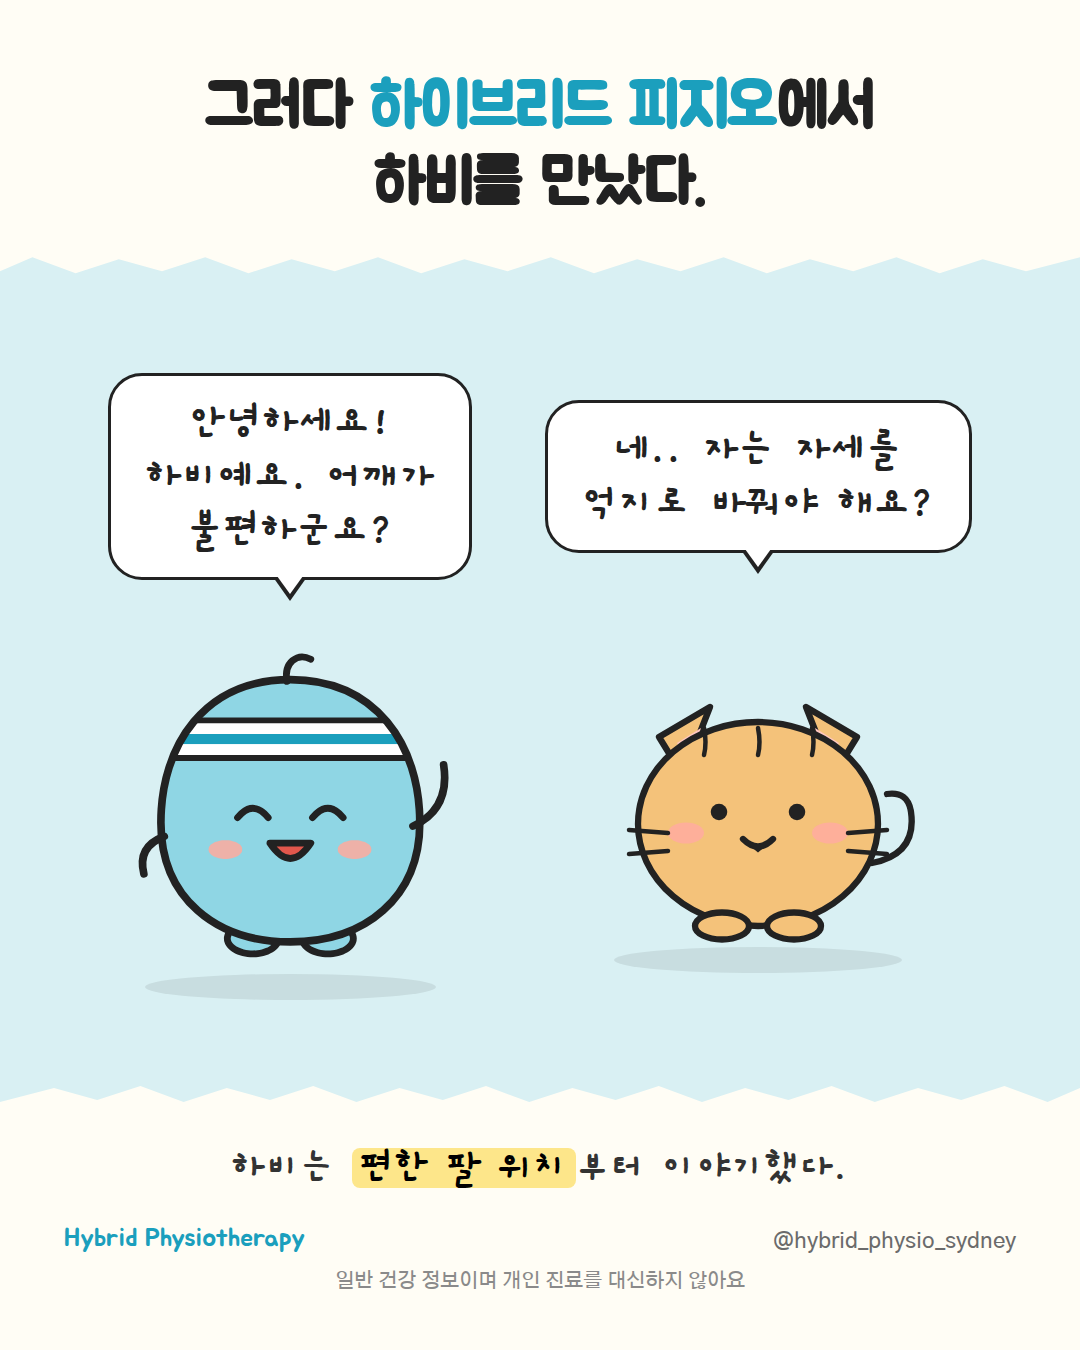 그러다 하이브리드 피지오에서
하비를 만났다.
안녕하세요!
하비예요. 어깨가
불편하군요?
네.. 자는 자세를
억지로 바꿔야 해요?
하비는 편한 팔 위치부터 이야기했다.
Hybrid Physiotherapy
@hybrid_physio_sydney
일반 건강 정보이며 개인 진료를 대신하지 않아요